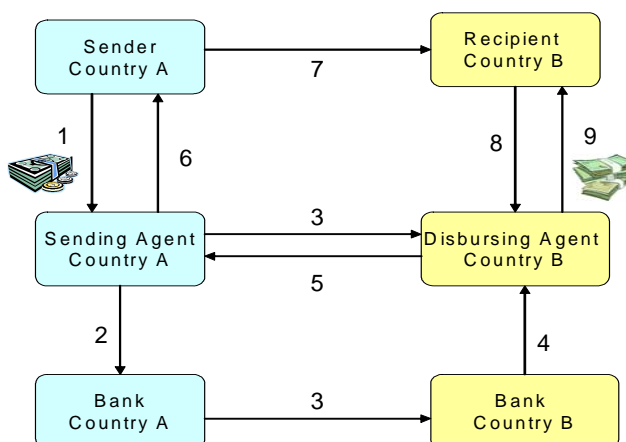 Sender
Country A
7
Recipient
Country B
1
6
8
9
Sending Agent
Country A
3
5
Disbursing Agent
Country B
2
4
Bank
Country A
3
Bank
Country B